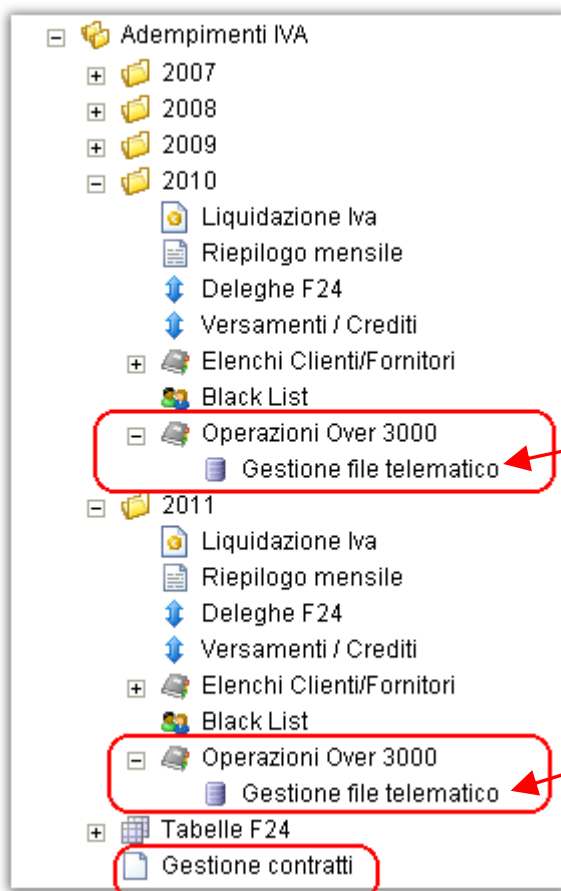 Adempimenti IVA
2007
2008
2009
2010
Liquidazione Iva
Riepilogo mensile
Deleghe F24
Versamenti / Crediti
Elenchi Clienti/Fornitori
Black List
Operazioni Over 3000
Gestione file telematico
2011
Liquidazione Iva
Riepilogo mensile
Deleghe F24
Versamenti / Crediti
Elenchi Clienti/Fornitori
Black List
Operazioni Over 3000
Gestione file telematico
Tabelle F24
Gestione contratti